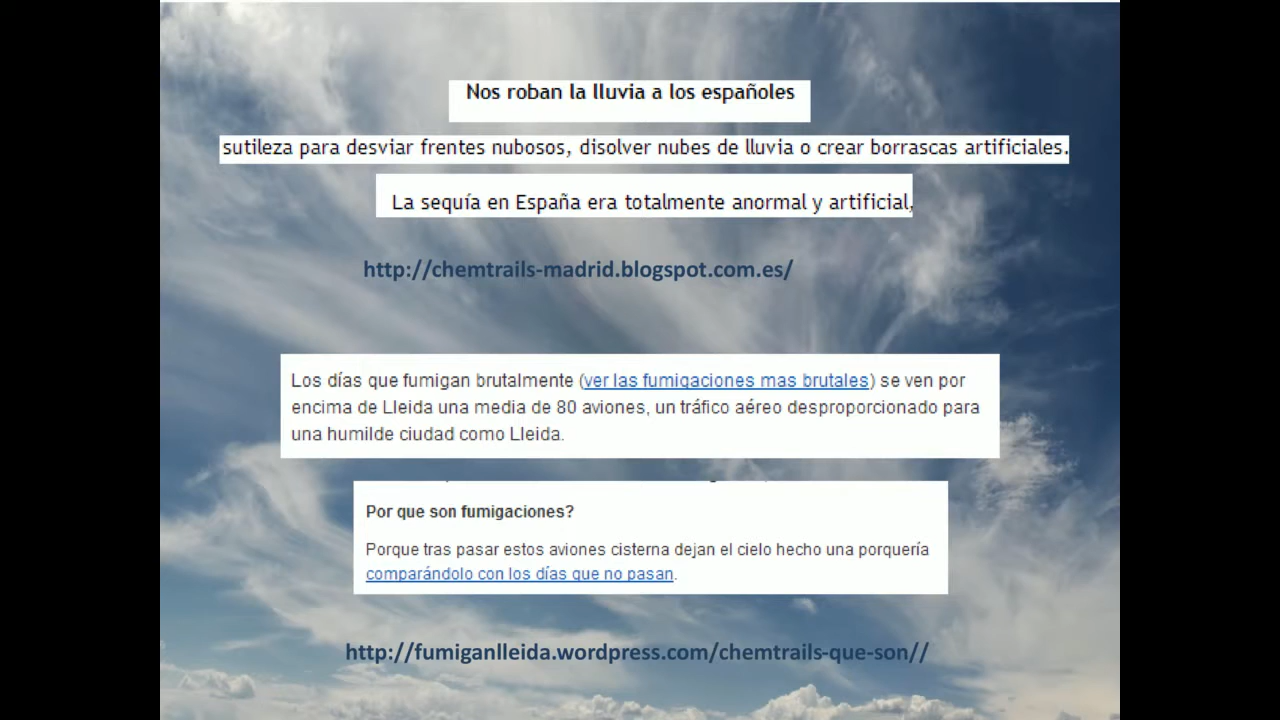 Nos roban la lluvia a los españoles
sutileza para desviar frentes nubosos, disolver nubes de lluvia o crear borrascas artificiales.
La sequía en España era totalmente anormal y artificial,
http://chemtrails-madrid.blogspot.com.es/
Los días que fumigan brutalmente (ver las fumigaciones mas brutales) se ven por
encima de Lleida una media de 80 aviones, un tráfico aéreo desproporcionado para
una humilde ciudad como Lleida.
Por que son fumigaciones?
Porque tras pasar estos aviones cisterna dejan el cielo hecho una porquería
comparándolo con los días que no pasan.
http://fumiganlleida.wordpress.com/chemtrails-que-son//